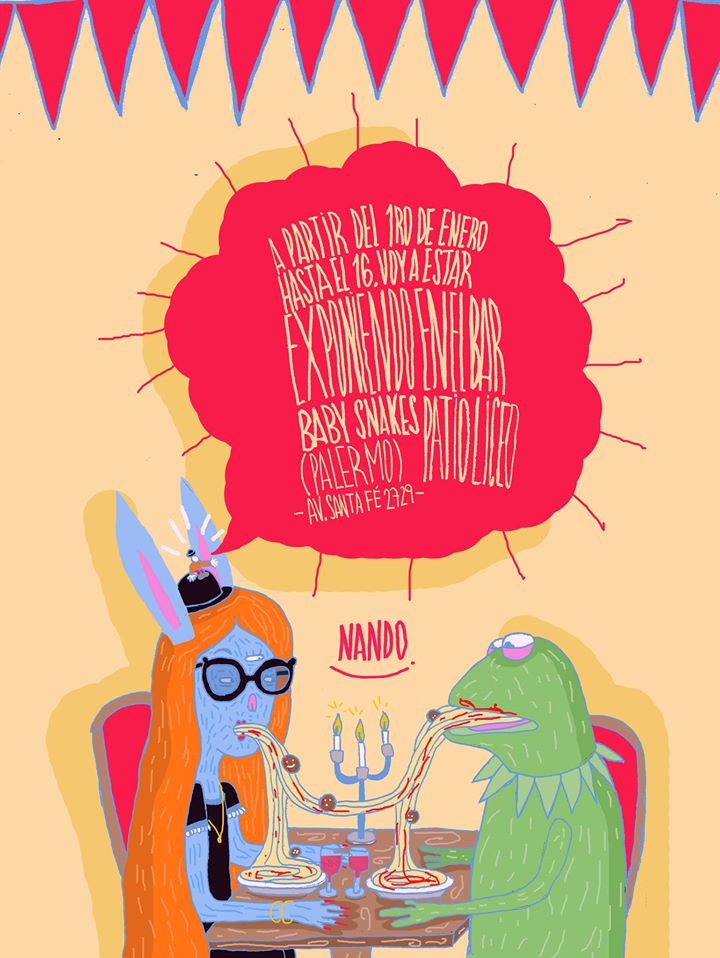 A PARTIR DEL 1RO DE ENERO
HASTA EL 16. VOY A ESTAR
EXPONIENDO EN EL BAR
BABY SNAKES PATIO LICEO
(PALERMO)
- AV. SANTA FÉ 2729 -
NANDO.